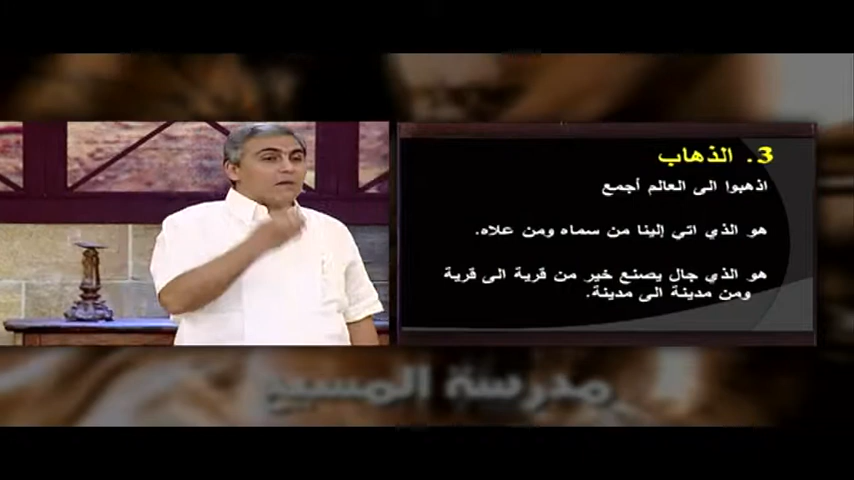 3. الذهاب
اذهبوا الى العالم أجمع
هو الذي اتي إلينا من سماه ومن علاه.
هو الذي جال يصنع خير من قرية الى قرية
ومن مدينة الى مدينة.
مدرسة المسيح